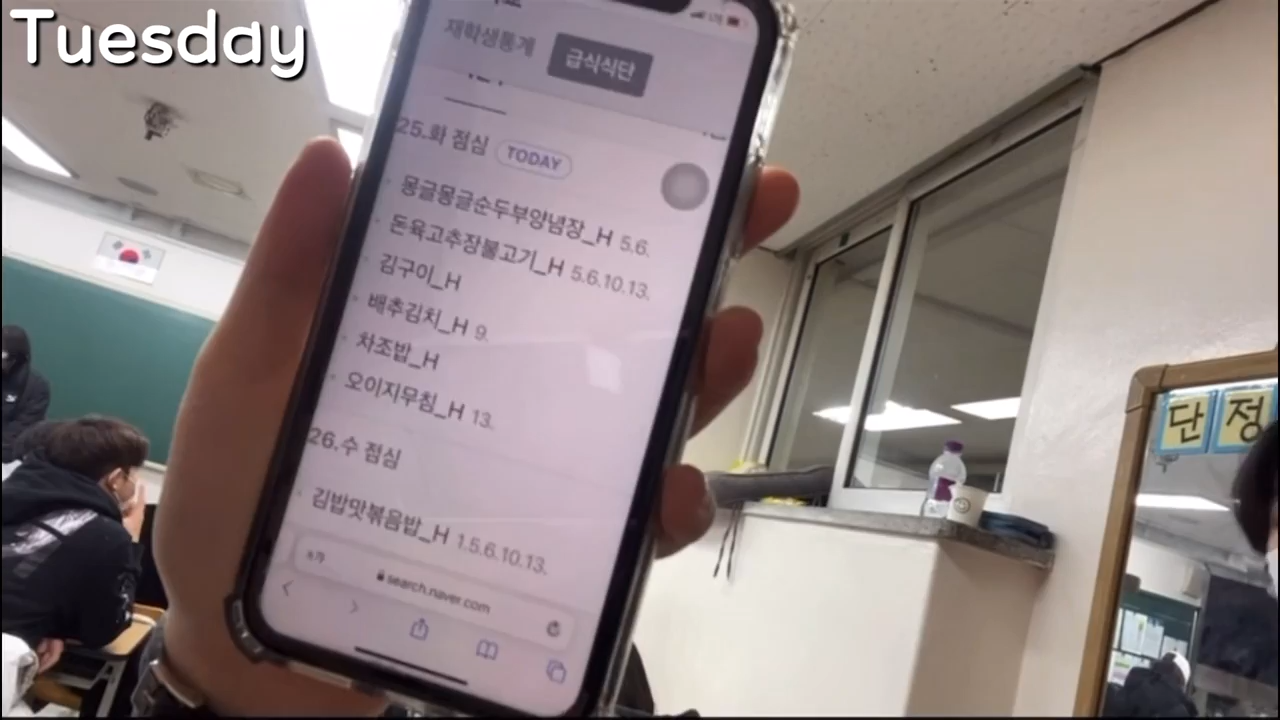 Tuesday
LTE
재학생통계 급식식단
25.화 점심 TODAY
몽글몽글순두부양념장_H 5.6.
돈육고추장불고기_H 5.6.10.13.
김구이_H
배추김치_H 9.
차조밥_H
오이지무침_H 13.
26.수 점심
김밥맛볶음밥_H 1.5.6.10.13.
가가
search.naver.com
단정